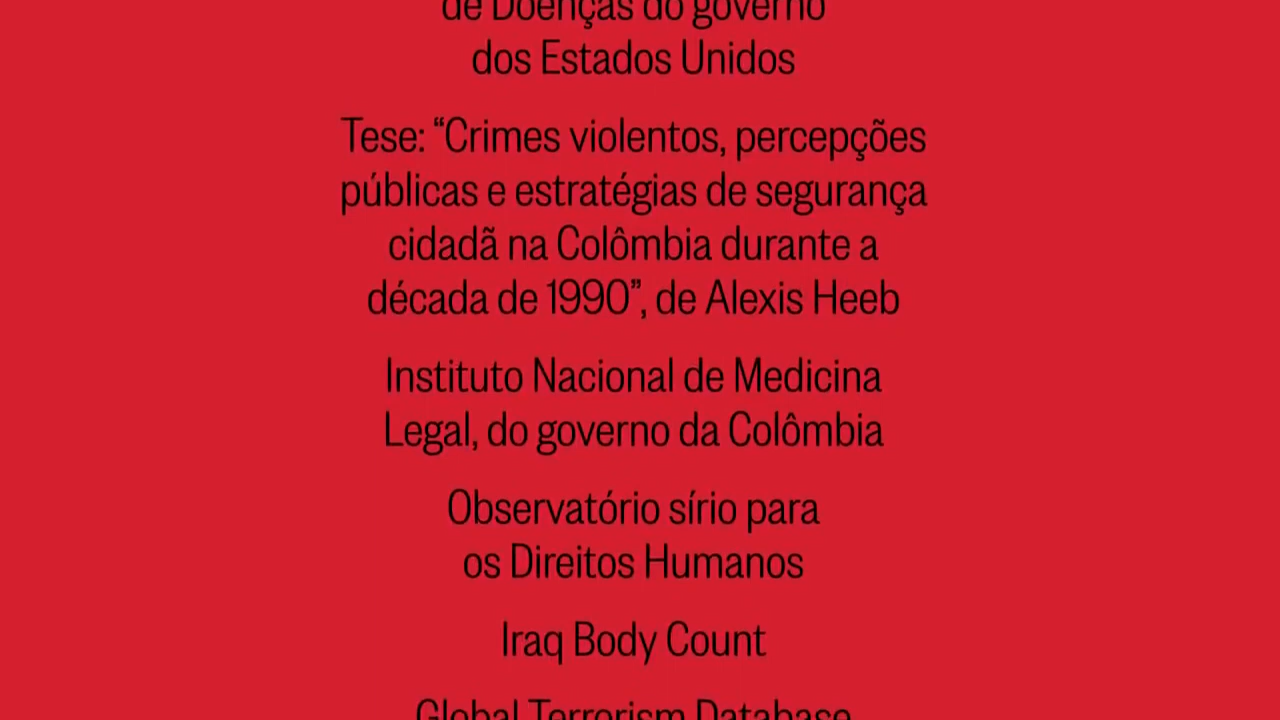 de Doenças do governo
dos Estados Unidos
Tese: “Crimes violentos, percepções
públicas e estratégias de segurança
cidadã na Colômbia durante a
década de 1990”, de Alexis Heeb
Instituto Nacional de Medicina
Legal, do governo da Colômbia
Observatório sírio para
os Direitos Humanos
Iraq Body Count
Global Terrorism Database